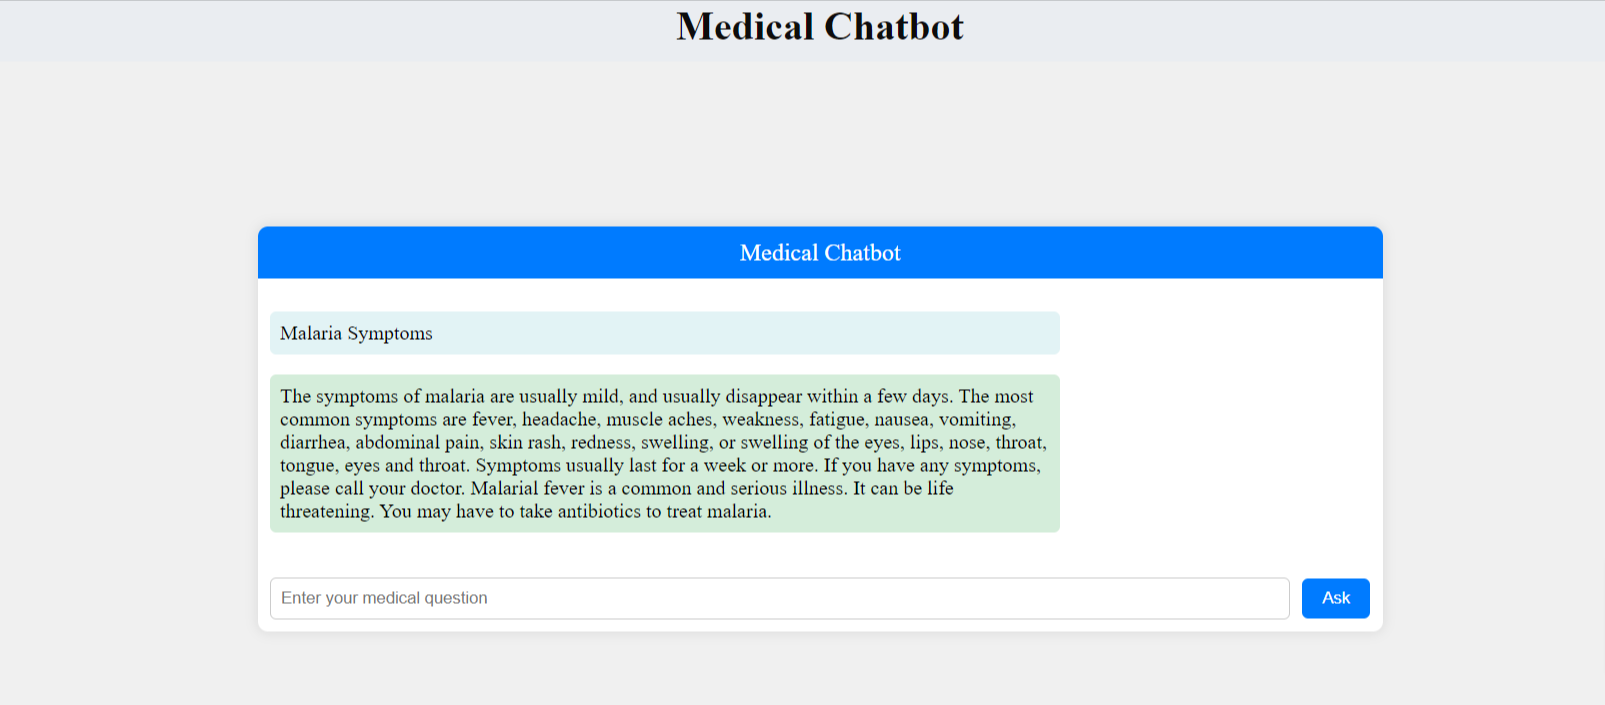 Medical Chatbot
Medical Chatbot
Malaria Symptoms
The symptoms of malaria are usually mild, and usually disappear within a few days. The most
common symptoms are fever, headache, muscle aches, weakness, fatigue, nausea, vomiting,
diarrhea, abdominal pain, skin rash, redness, swelling, or swelling of the eyes, lips, nose, throat,
tongue, eyes and throat. Symptoms usually last for a week or more. If you have any symptoms,
please call your doctor. Malarial fever is a common and serious illness. It can be life
threatening. You may have to take antibiotics to treat malaria.
Enter your medical question
Ask